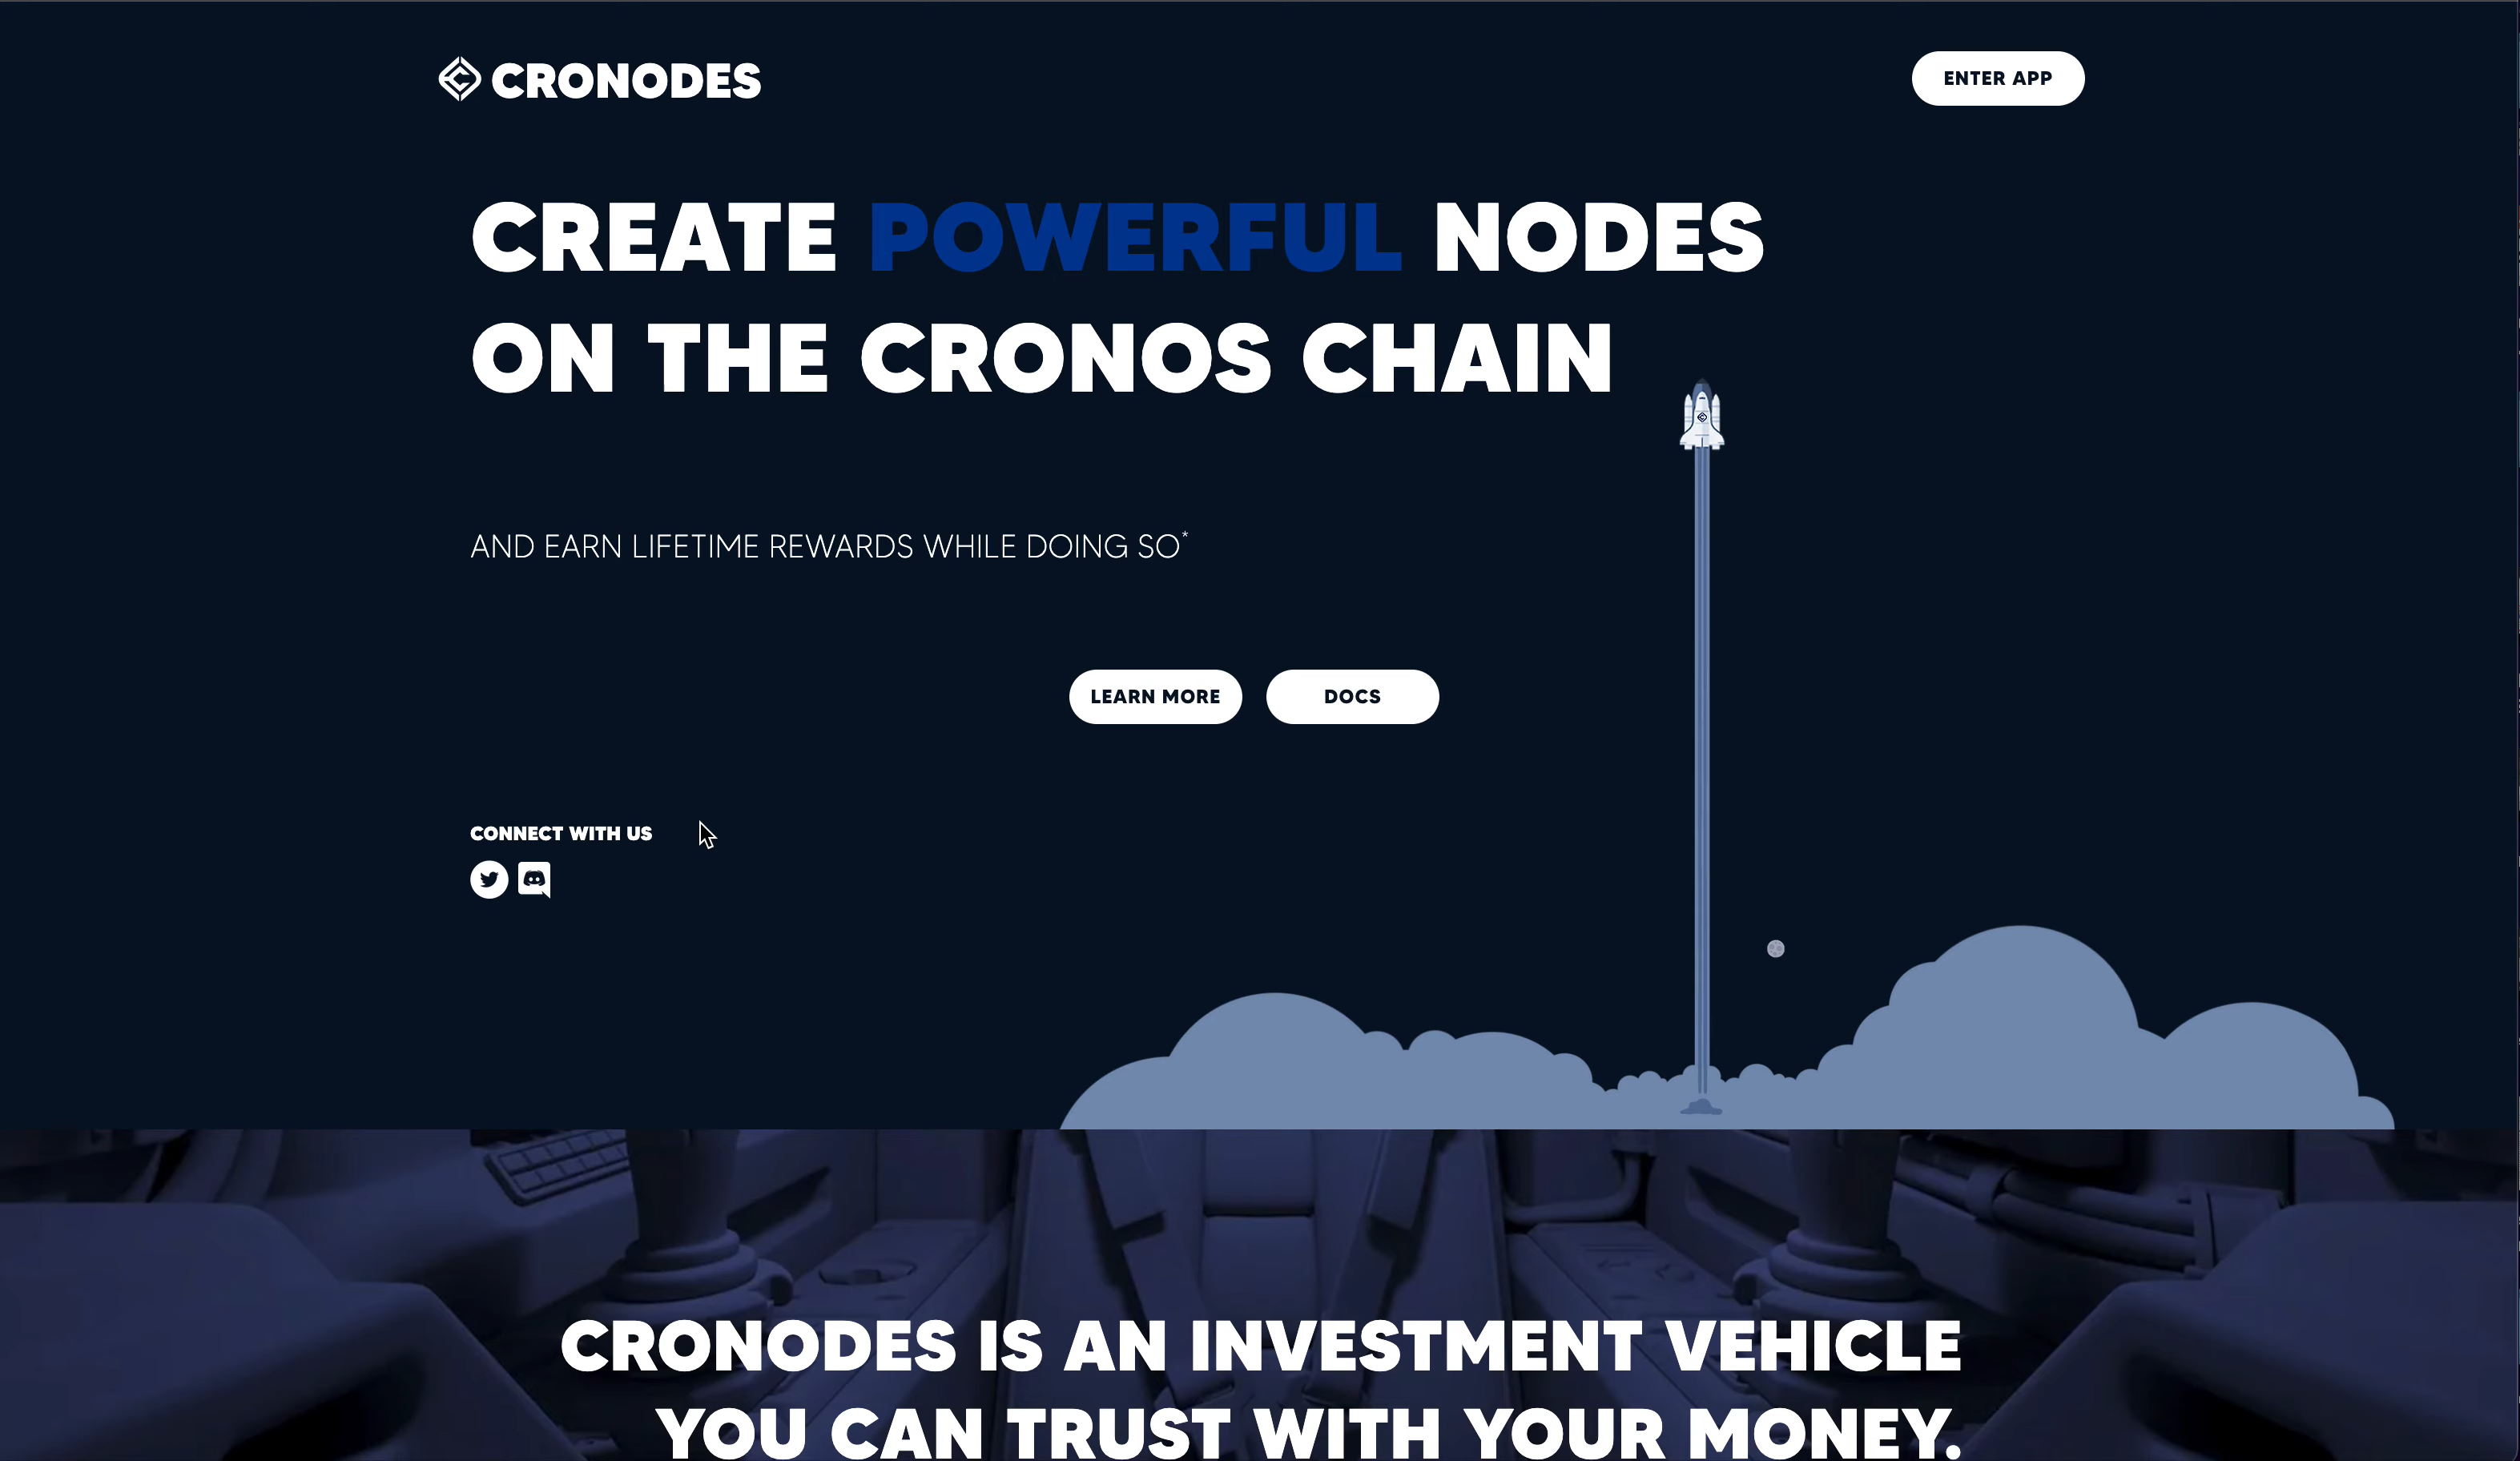 CRONODES
ENTER APP
CREATE POWERFUL NODES
ON THE CRONOS CHAIN
AND EARN LIFETIME REWARDS WHILE DOING SO*
LEARN MORE
DOCS
CONNECT WITH US
CRONODES IS AN INVESTMENT VEHICLE
YOU CAN TRUST WITH YOUR MONEY.